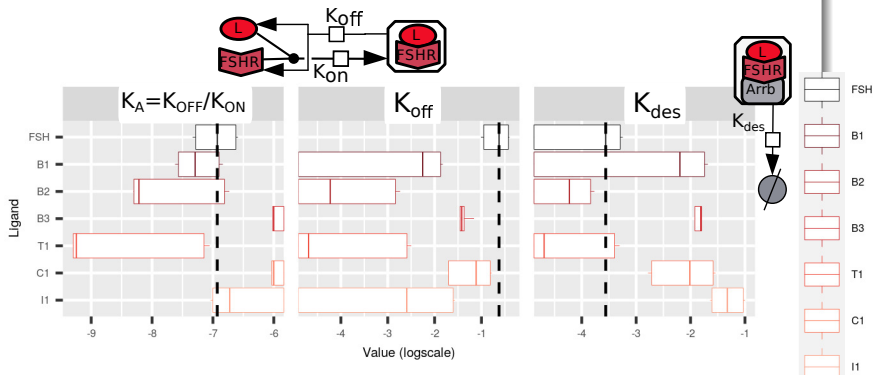 L
Koff
L
FSHR
FSHR
Kon
L
FSHR
Arrb
KA=KOFF/KON
Koff
Kdes
Kdes
FSH
B1
B2
B3
T1
C1
I1
Ligand
-9
-8
-7
-6
-4
-3
-2
-1
-4
-3
-2
-1
Value (logscale)
FSH
B1
B2
B3
T1
C1
I1